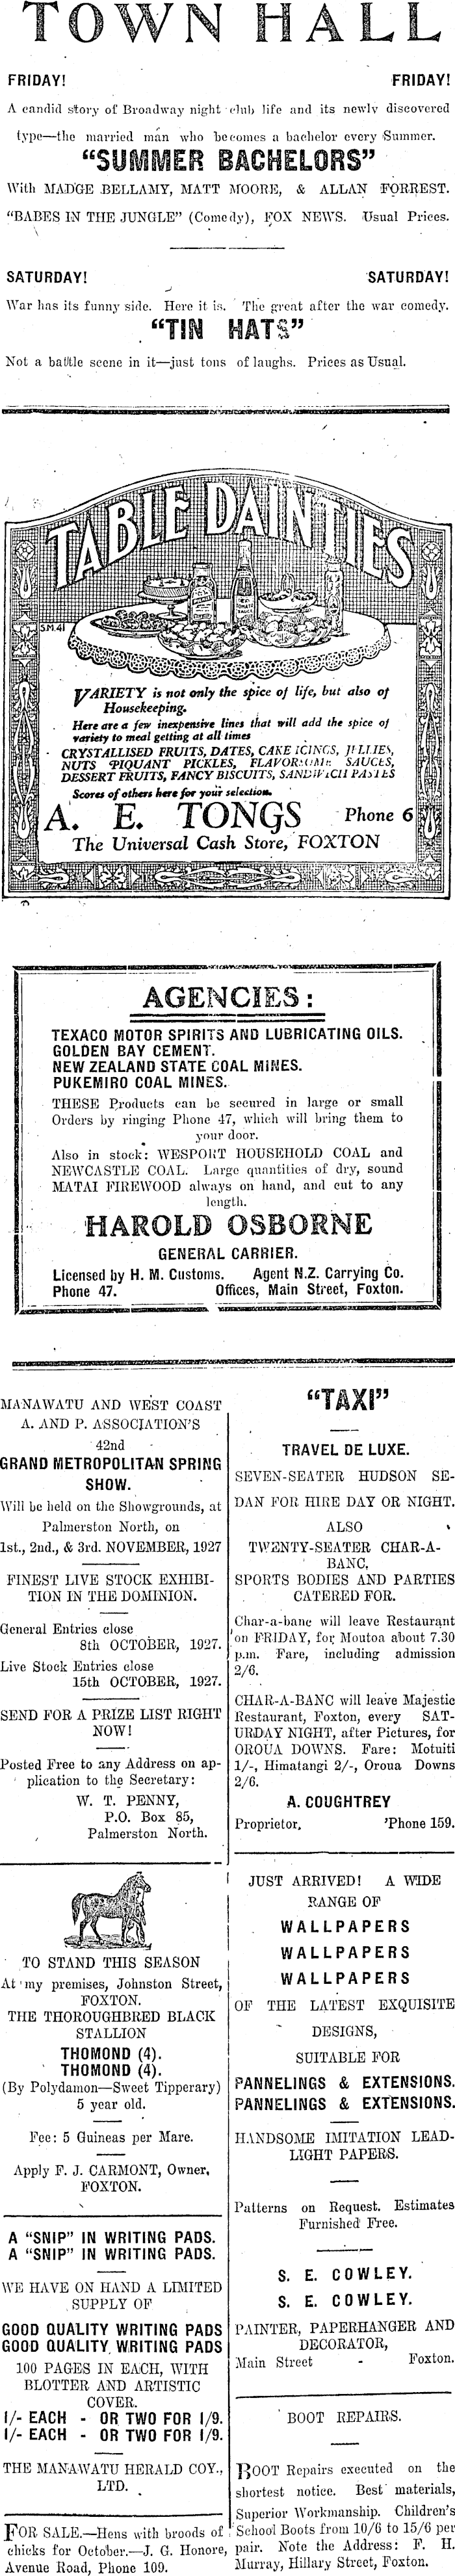 TOWN HALL
FRIDAY! FRIDAY!
A candid story of Broadway night club life and its newly discovered
type—the married man who becomes a bachelor every Summer.
“SUMMER BACHELORS”
With MADGE BELLAMY, MATT MOORE, & ALLAN FORREST.
“BABES IN THE JUNGLE” (Comedy), FOX NEWS. Usual Prices.
SATURDAY! SATURDAY!
War has its funny side. Here it is. The great after the war comedy.
“TIN HATS”
Not a battle scene in it—just tons of laughs. Prices as Usual.
TABLE DAINTIES
S.M.41
VARIETY is not only the spice of life, but also of
Housekeeping.
Here are a few inexpensive lines that will add the spice of
variety to meal getting at all times
CRYSTALLISED FRUITS, DATES, CAKE ICINGS, JELLIES,
NUTS PIQUANT PICKLES, FLAVORSOME SAUCES,
DESSERT FRUITS, FANCY BISCUITS, SANDWICH PASTES
Scores of others here for your selection.
A. E. TONGS Phone 6
The Universal Cash Store, FOXTON
AGENCIES:
TEXACO MOTOR SPIRITS AND LUBRICATING OILS.
GOLDEN BAY CEMENT.
NEW ZEALAND STATE COAL MINES.
PUKEMIRO COAL MINES.
THESE Products can be secured in large or small
Orders by ringing Phone 47, which will bring them to
your door.
Also in stock: WESPORT HOUSEHOLD COAL and
NEWCASTLE COAL. Large quantities of dry, sound
MATAI FIREWOOD always on hand, and cut to any
length.
HAROLD OSBORNE
GENERAL CARRIER.
Licensed by H. M. Customs. Agent N.Z. Carrying Co.
Phone 47. Offices, Main Street, Foxton.
MANAWATU AND WEST COAST
A. AND P. ASSOCIATION'S
42nd
GRAND METROPOLITAN SPRING
SHOW.
Will be held on the Showgrounds, at
Palmerston North, on
1st., 2nd., & 3rd. NOVEMBER, 1927
FINEST LIVE STOCK EXHIBI-
TION IN THE DOMINION.
General Entries close
8th OCTOBER, 1927.
Live Stock Entries close
15th OCTOBER, 1927.
SEND FOR A PRIZE LIST RIGHT
NOW!
Posted Free to any Address on ap-
plication to the Secretary:
W. T. PENNY,
P.O. Box 85,
Palmerston North.
TO STAND THIS SEASON
At my premises, Johnston Street,
FOXTON.
THE THOROUGHBRED BLACK
STALLION
THOMOND (4).
THOMOND (4).
(By Polydamon—Sweet Tipperary)
5 year old.
Fee: 5 Guineas per Mare.
Apply F. J. CARMONT, Owner,
FOXTON.
A “SNIP” IN WRITING PADS.
A “SNIP” IN WRITING PADS.
WE HAVE ON HAND A LIMITED
SUPPLY OF
GOOD QUALITY WRITING PADS
GOOD QUALITY WRITING PADS
100 PAGES IN EACH, WITH
BLOTTER AND ARTISTIC
COVER.
1/- EACH - OR TWO FOR 1/9.
1/- EACH - OR TWO FOR 1/9.
THE MANAWATU HERALD COY.,
LTD.
FOR SALE.—Hens with broods of
chicks for October.—J. G. Honore,
Avenue Road, Phone 109.
“TAXI”
TRAVEL DE LUXE.
SEVEN-SEATER HUDSON SE-
DAN FOR HIRE DAY OR NIGHT.
ALSO
TWENTY-SEATER CHAR-A-
BANC,
SPORTS BODIES AND PARTIES
CATERED FOR.
Char-a-banc will leave Restaurant
on FRIDAY, for Moutoa about 7.30
p.m. Fare, including admission
2/6.
CHAR-A-BANC will leave Majestic
Restaurant, Foxton, every SAT-
URDAY NIGHT, after Pictures, for
OROUA DOWNS. Fare: Motuiti
1/-, Himatangi 2/-, Oroua Downs
2/6.
A. COUGHTREY
Proprietor, 'Phone 159.
JUST ARRIVED! A WIDE
RANGE OF
WALLPAPERS
WALLPAPERS
WALLPAPERS
OF THE LATEST EXQUISITE
DESIGNS,
SUITABLE FOR
PANNELINGS & EXTENSIONS.
PANNELINGS & EXTENSIONS.
HANDSOME IMITATION LEAD-
LIGHT PAPERS.
Patterns on Request. Estimates
Furnished Free.
S. E. COWLEY.
S. E. COWLEY.
PAINTER, PAPERHANGER AND
DECORATOR,
Main Street - Foxton.
BOOT REPAIRS.
BOOT Repairs executed on the
shortest notice. Best materials,
Superior Workmanship. Children's
School Boots from 10/6 to 15/6 per
pair. Note the Address: F. H.
Murray, Hillary Street, Foxton.